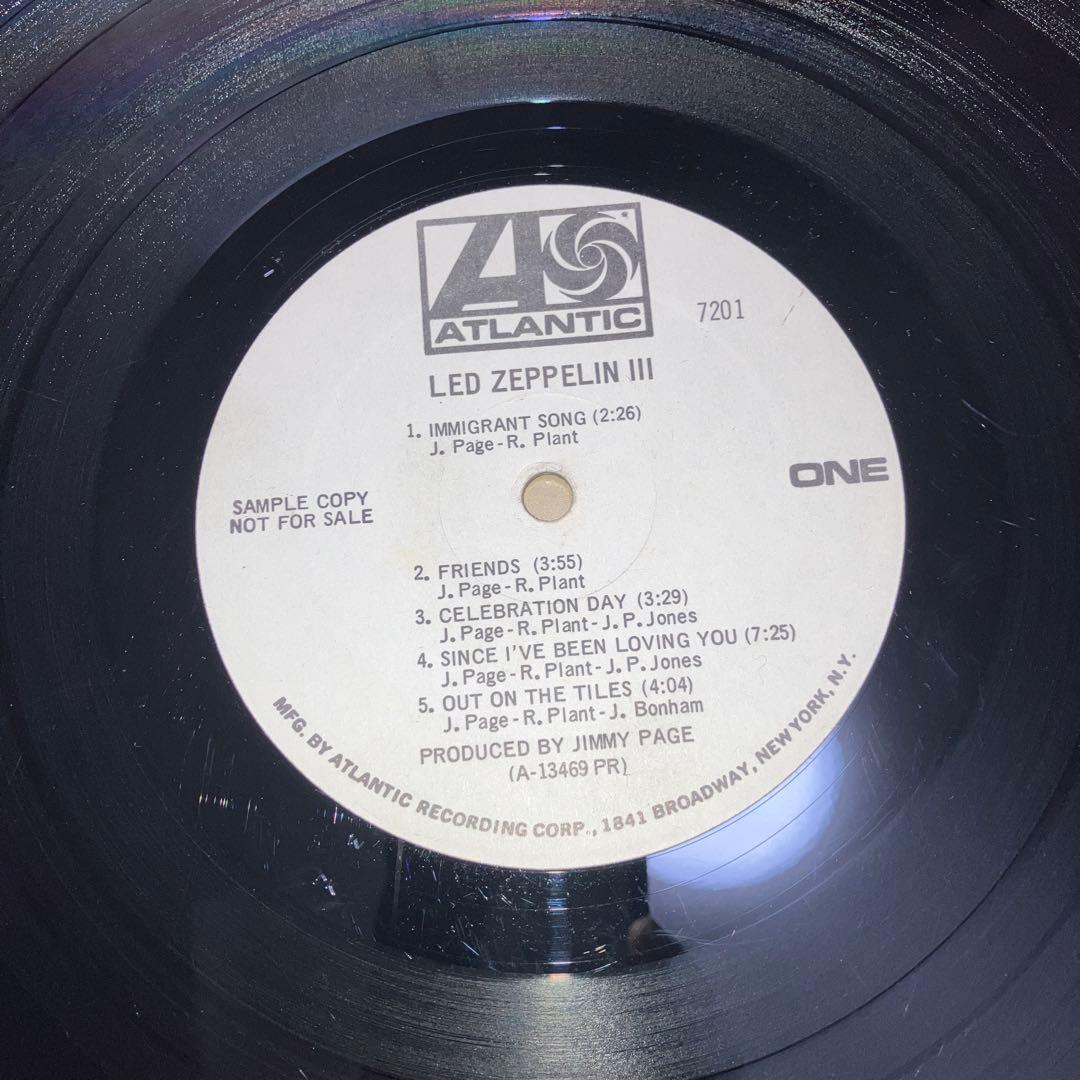 ATLANTIC
7201
LED ZEPPELIN III
1. IMMIGRANT SONG (2:26)
J. Page - R. Plant
ONE
SAMPLE COPY
NOT FOR SALE
2. FRIENDS (3:55)
J. Page - R. Plant
3. CELEBRATION DAY (3:29)
J. Page - R. Plant - J. P. Jones
4. SINCE I'VE BEEN LOVING YOU (7:25)
J. Page - R. Plant - J. P. Jones
5. OUT ON THE TILES (4:04)
J. Page - R. Plant - J. Bonham
PRODUCED BY JIMMY PAGE
(A-13469 PR)
MFG. BY ATLANTIC RECORDING CORP., 1841 BROADWAY, NEW YORK, N.Y.